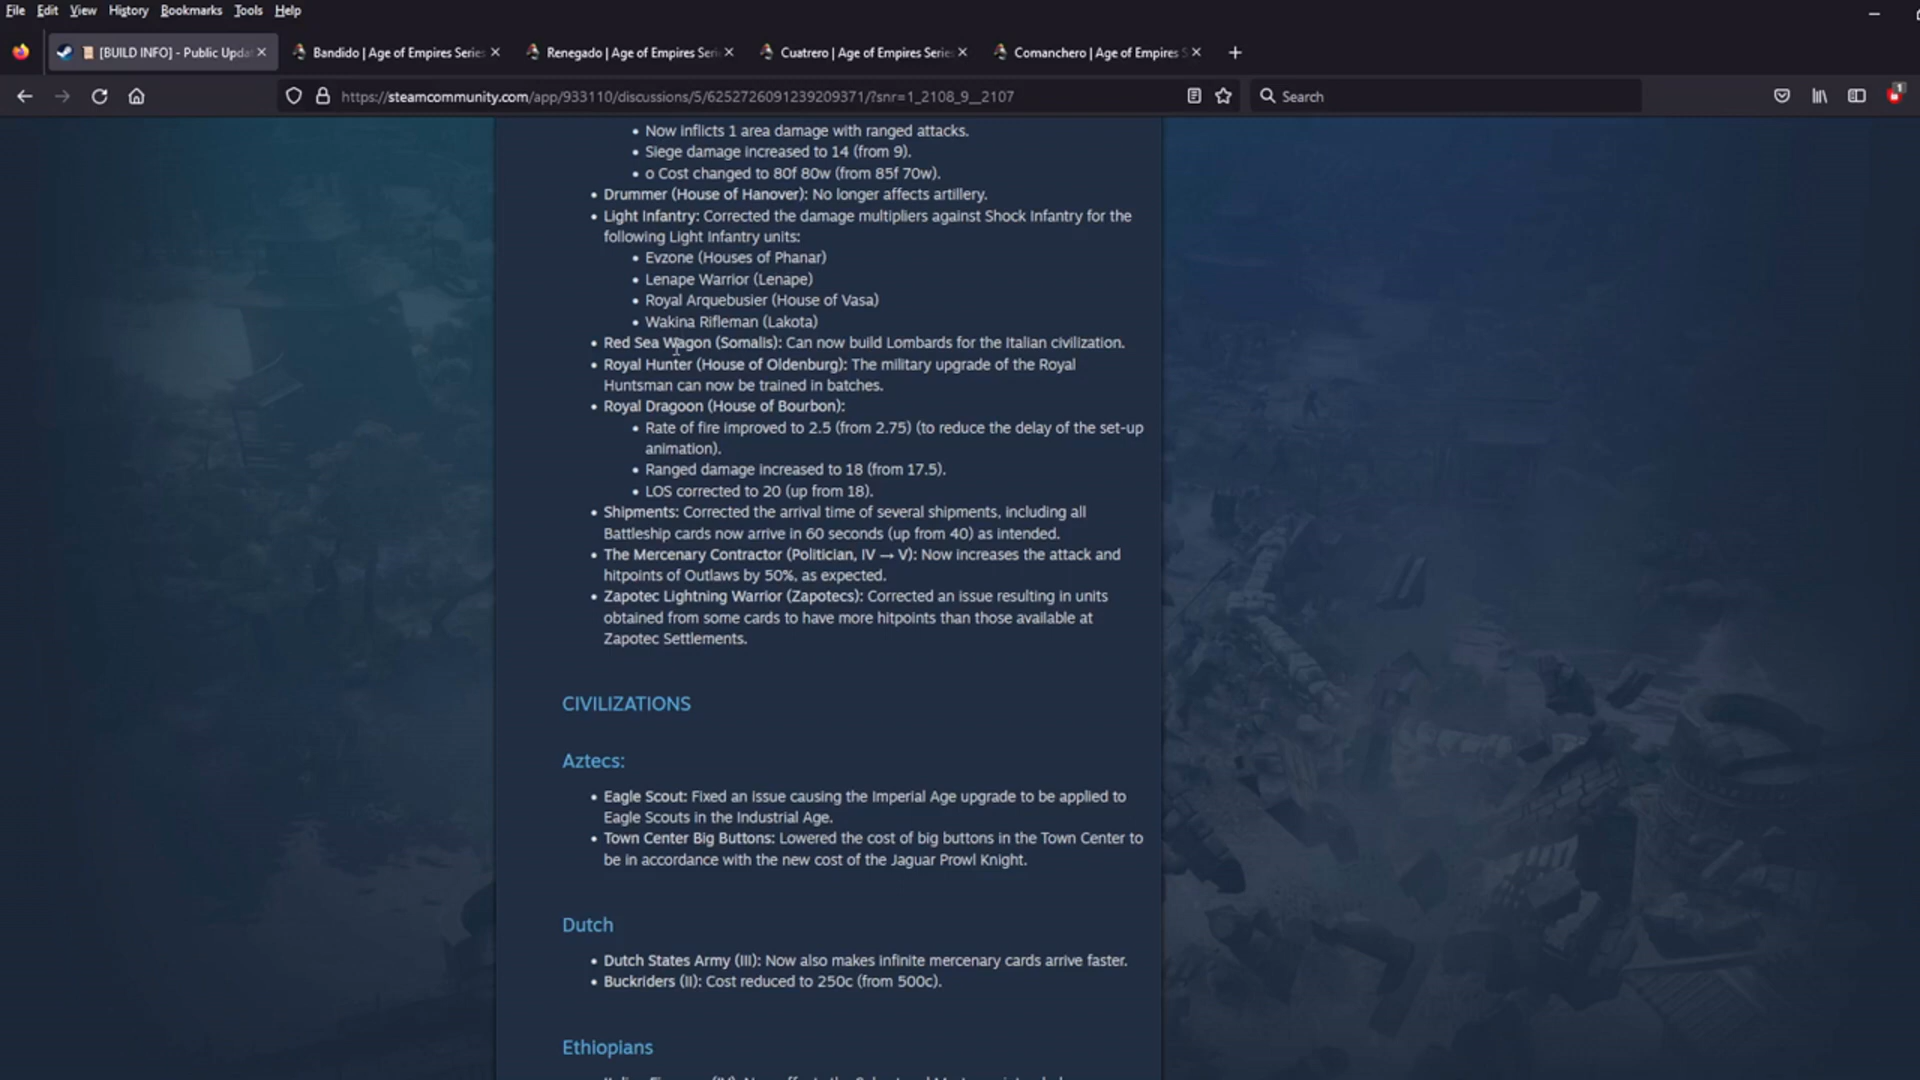 File Edit View History Bookmarks Tools Help
[BUILD INFO] - Public Upda
Bandido | Age of Empires Series
Renegado | Age of Empires Seri
Cuatrero | Age of Empires Serie
Comanchero | Age of Empires S
https://steamcommunity.com/app/933110/discussions/5/6252726091239209371/?snr=1_2108_9__2107
Search
1
• Now inflicts 1 area damage with ranged attacks.
• Siege damage increased to 14 (from 9).
• o Cost changed to 80f 80w (from 85f 70w).
• Drummer (House of Hanover): No longer affects artillery.
• Light Infantry: Corrected the damage multipliers against Shock Infantry for the
following Light Infantry units:
• Evzone (Houses of Phanar)
• Lenape Warrior (Lenape)
• Royal Arquebusier (House of Vasa)
• Wakina Rifleman (Lakota)
• Red Sea Wagon (Somalis): Can now build Lombards for the Italian civilization.
• Royal Hunter (House of Oldenburg): The military upgrade of the Royal
Huntsman can now be trained in batches.
• Royal Dragoon (House of Bourbon):
• Rate of fire improved to 2.5 (from 2.75) (to reduce the delay of the set-up
animation).
• Ranged damage increased to 18 (from 17.5).
• LOS corrected to 20 (up from 18).
• Shipments: Corrected the arrival time of several shipments, including all
Battleship cards now arrive in 60 seconds (up from 40) as intended.
• The Mercenary Contractor (Politician, IV → V): Now increases the attack and
hitpoints of Outlaws by 50%, as expected.
• Zapotec Lightning Warrior (Zapotecs): Corrected an issue resulting in units
obtained from some cards to have more hitpoints than those available at
Zapotec Settlements.
CIVILIZATIONS
Aztecs:
• Eagle Scout: Fixed an issue causing the Imperial Age upgrade to be applied to
Eagle Scouts in the Industrial Age.
• Town Center Big Buttons: Lowered the cost of big buttons in the Town Center to
be in accordance with the new cost of the Jaguar Prowl Knight.
Dutch
• Dutch States Army (III): Now also makes infinite mercenary cards arrive faster.
• Buckriders (II): Cost reduced to 250c (from 500c).
Ethiopians